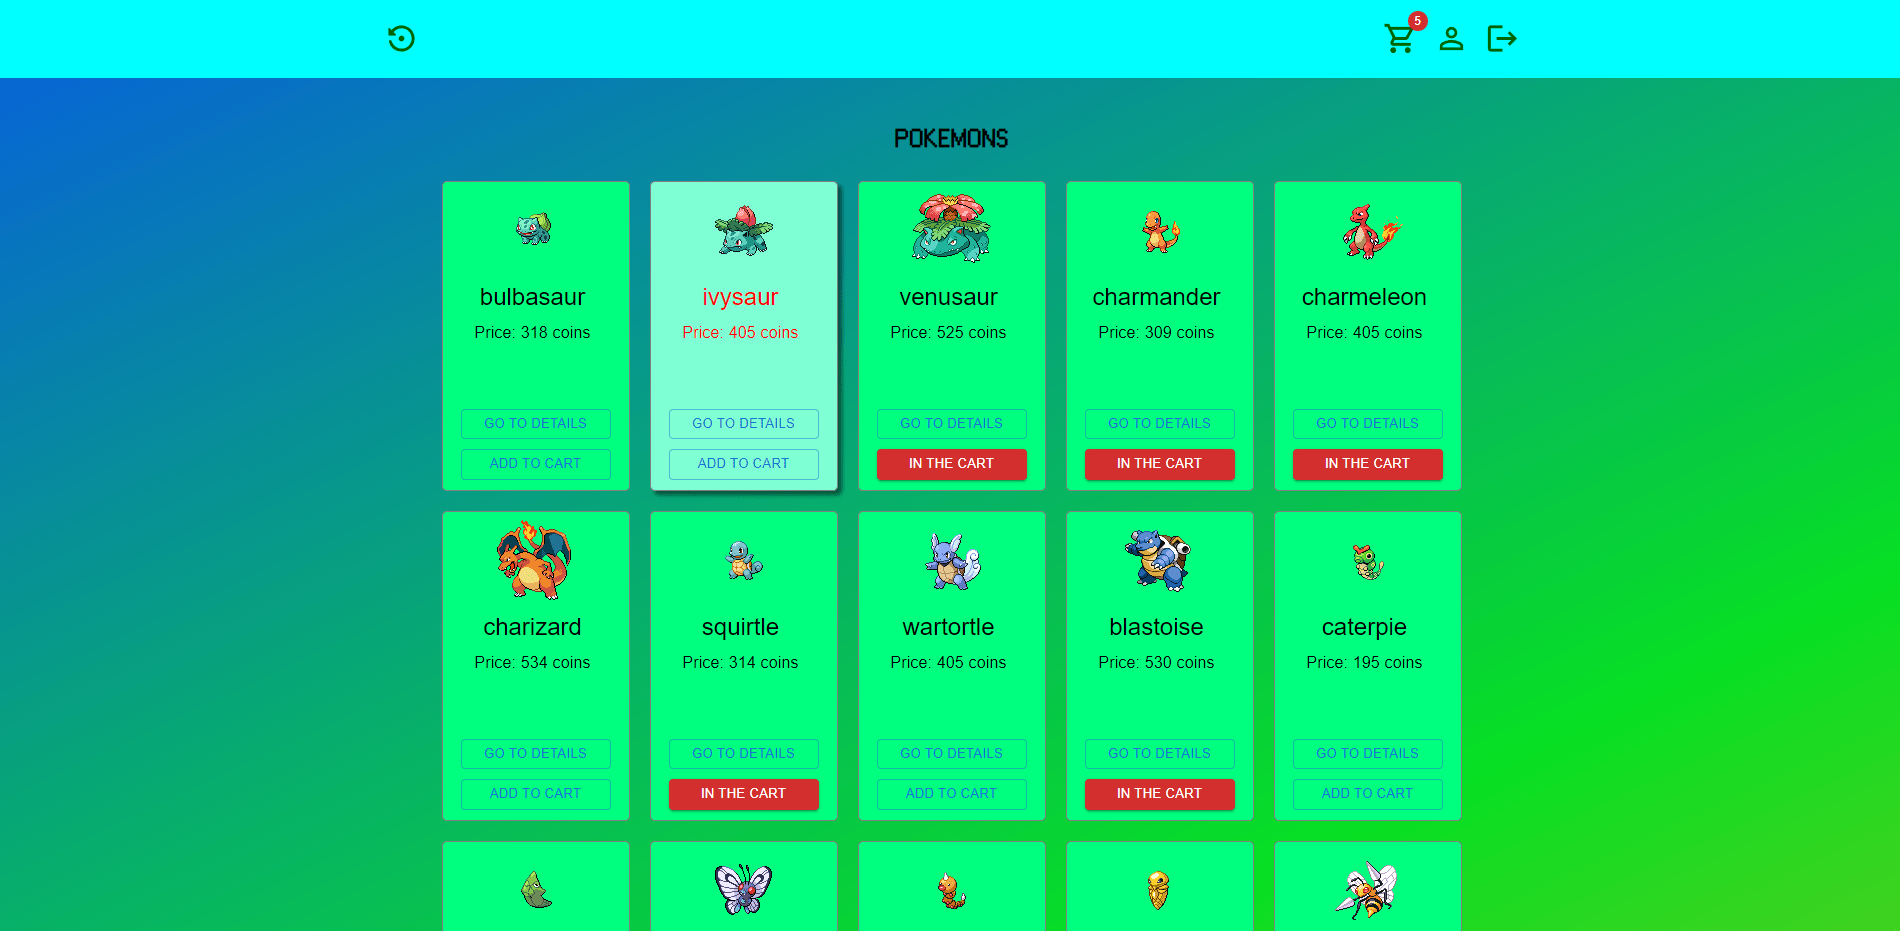 5
POKEMONS
bulbasaur
Price: 318 coins
GO TO DETAILS
ADD TO CART
ivysaur
Price: 405 coins
GO TO DETAILS
ADD TO CART
venusaur
Price: 525 coins
GO TO DETAILS
IN THE CART
charmander
Price: 309 coins
GO TO DETAILS
IN THE CART
charmeleon
Price: 405 coins
GO TO DETAILS
IN THE CART
charizard
Price: 534 coins
GO TO DETAILS
ADD TO CART
squirtle
Price: 314 coins
GO TO DETAILS
IN THE CART
wartortle
Price: 405 coins
GO TO DETAILS
ADD TO CART
blastoise
Price: 530 coins
GO TO DETAILS
IN THE CART
caterpie
Price: 195 coins
GO TO DETAILS
ADD TO CART